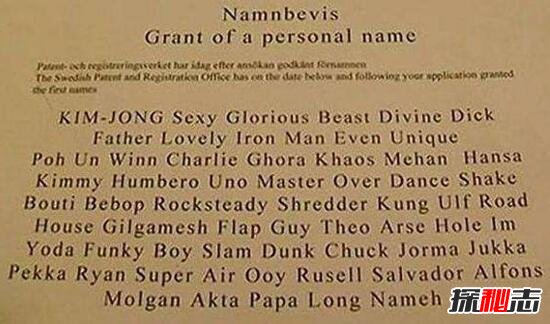 Namnbevis
Grant of a personal name
Patent- och registreringsverket har idag efter ansökan godkänt förnamnen
The Swedish Patent and Registration Office has on the date below and following your application granted
the first names
KIM-JONG Sexy Glorious Beast Divine Dick
Father Lovely Iron Man Even Unique
Poh Un Winn Charlie Ghora Khaos Mehan Hansa
Kimmy Humbero Uno Master Over Dance Shake
Bouti Bebop Rocksteady Shredder Kung Ulf Road
House Gilgamesh Flap Guy Theo Arse Hole Im
Yoda Funky Boy Slam Dunk Chuck Jorma Jukka
Pekka Ryan Super Air Ooy Rusell Salvador Alfons
Molgan Akta Papa Long Nameh
探秘志